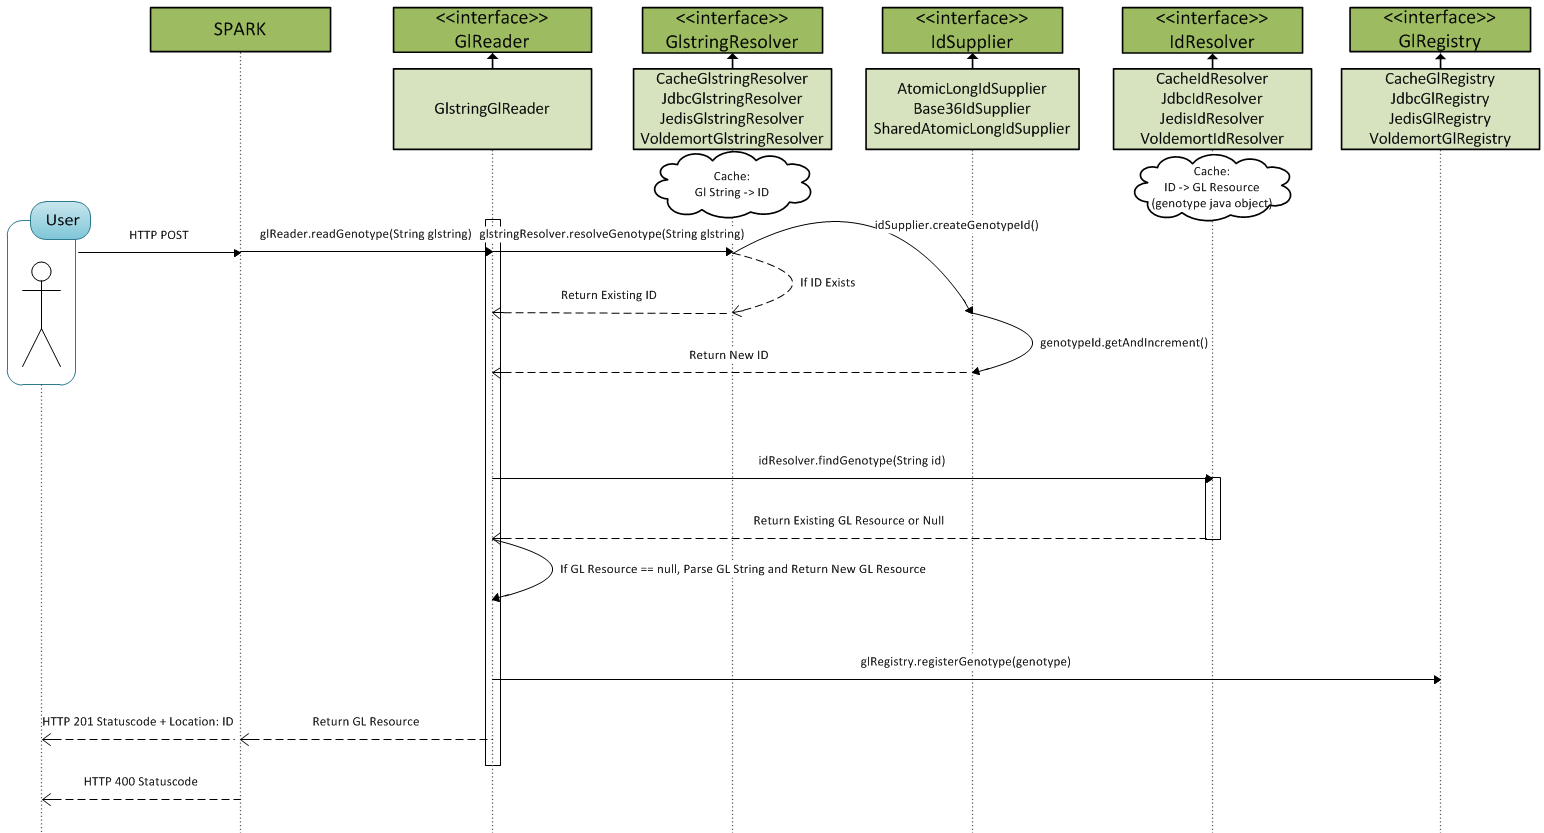 SPARK
<<interface>>
GlReader
<<interface>>
GlstringResolver
<<interface>>
IdSupplier
<<interface>>
IdResolver
<<interface>>
GlRegistry
GlstringGlReader
CacheGlstringResolver
JdbcGlstringResolver
JedisGlstringResolver
VoldemortGlstringResolver
AtomicLongIdSupplier
Base36IdSupplier
SharedAtomicLongIdSupplier
CacheIdResolver
JdbcIdResolver
JedisIdResolver
VoldemortIdResolver
CacheGlRegistry
JdbcGlRegistry
JedisGlRegistry
VoldemortGlRegistry
Cache:
Gl String -> ID
Cache:
ID -> GL Resource
(genotype java object)
User
HTTP POST
glReader.readGenotype(String glstring)
glstringResolver.resolveGenotype(String glstring)
idSupplier.createGenotypeId()
If ID Exists
Return Existing ID
genotypeId.getAndIncrement()
Return New ID
idResolver.findGenotype(String id)
Return Existing GL Resource or Null
If GL Resource == null, Parse GL String and Return New GL Resource
glRegistry.registerGenotype(genotype)
HTTP 201 Statuscode + Location: ID
Return GL Resource
HTTP 400 Statuscode